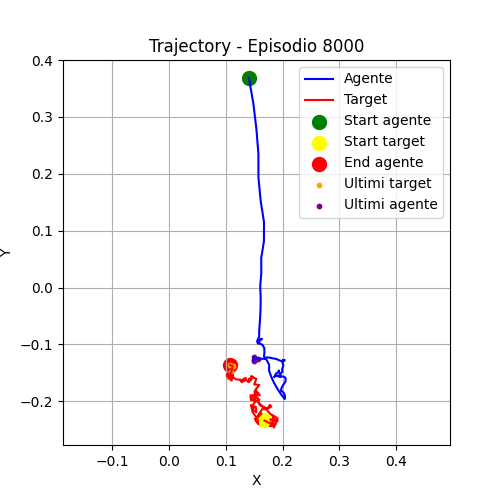 Trajectory - Episodio 8000
Agente
Target
Start agente
Start target
End agente
Ultimi target
Ultimi agente
0.4
0.3
0.2
0.1
0.0
−0.1
−0.2
Y
−0.1
0.0
0.1
0.2
0.3
0.4
X